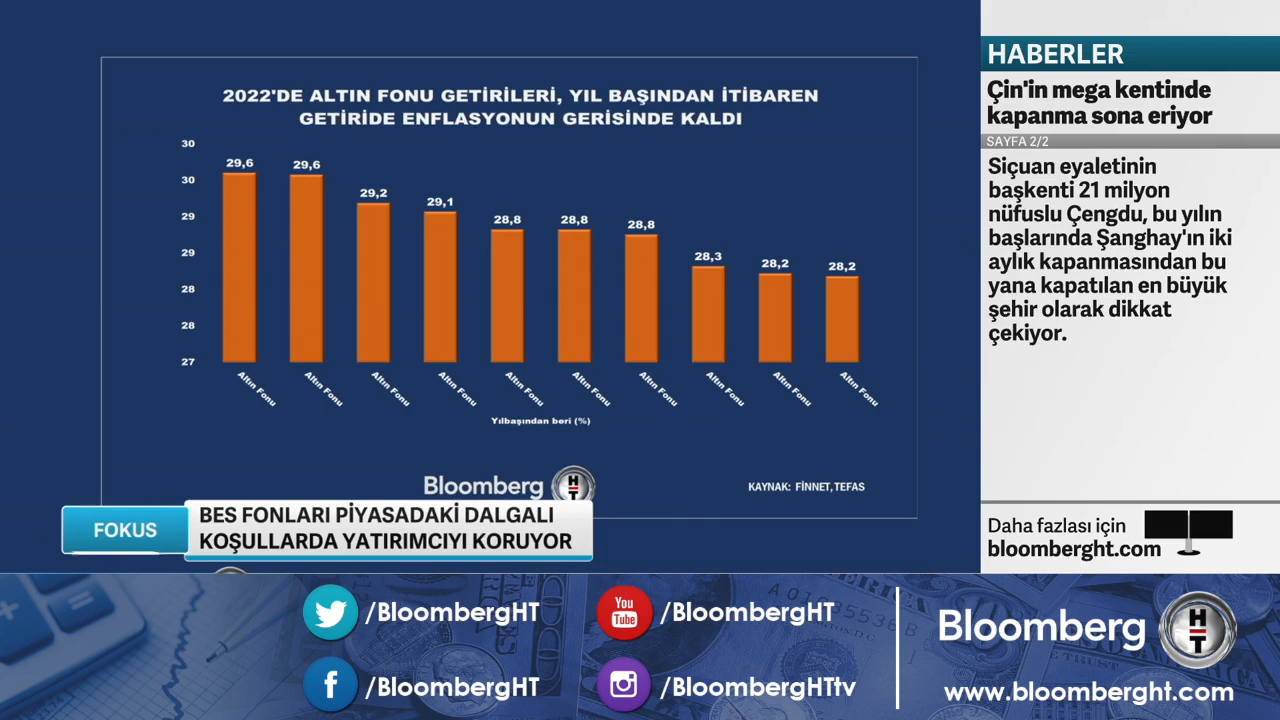 2022'DE ALTIN FONU GETİRİLERİ, YIL BAŞINDAN İTİBAREN
GETİRİDE ENFLASYONUN GERİSİNDE KALDI
30
30
29
29
28
28
27
29,6
29,6
29,2
29,1
28,8
28,8
28,8
28,3
28,2
28,2
Altın Fonu
Altın Fonu
Altın Fonu
Altın Fonu
Altın Fonu
Altın Fonu
Altın Fonu
Altın Fonu
Altın Fonu
Altın Fonu
Yılbaşından beri (%)
Bloomberg HT
KAYNAK: FİNNET,TEFAS
FOKUS
BES FONLARI PİYASADAKİ DALGALI
KOŞULLARDA YATIRIMCIYI KORUYOR
HABERLER
Çin'in mega kentinde
kapanma sona eriyor
SAYFA 2/2
Siçuan eyaletinin
başkenti 21 milyon
nüfuslu Çengdu, bu yılın
başlarında Şanghay'ın iki
aylık kapanmasından bu
yana kapatılan en büyük
şehir olarak dikkat
çekiyor.
Daha fazlası için
bloomberght.com
/BloombergHT
You Tube /BloombergHT
/BloombergHT
/BloombergHTtv
Bloomberg HT
www.bloomberght.com